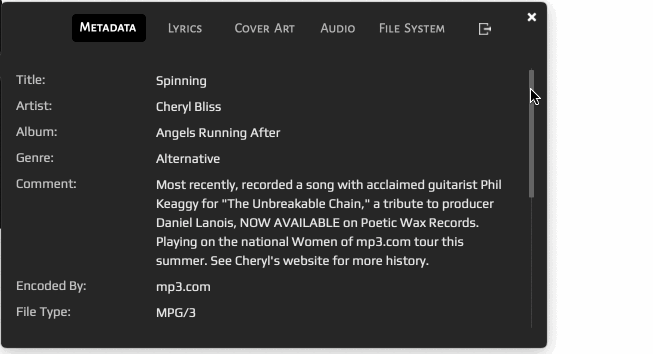 Metadata Lyrics Cover Art Audio File System
Title: Spinning
Artist: Cheryl Bliss
Album: Angels Running After
Genre: Alternative
Comment: Most recently, recorded a song with acclaimed guitarist Phil
Keaggy for "The Unbreakable Chain," a tribute to producer
Daniel Lanois, NOW AVAILABLE on Poetic Wax Records.
Playing on the national Women of mp3.com tour this
summer. See Cheryl's website for more history.
Encoded By: mp3.com
File Type: MPG/3